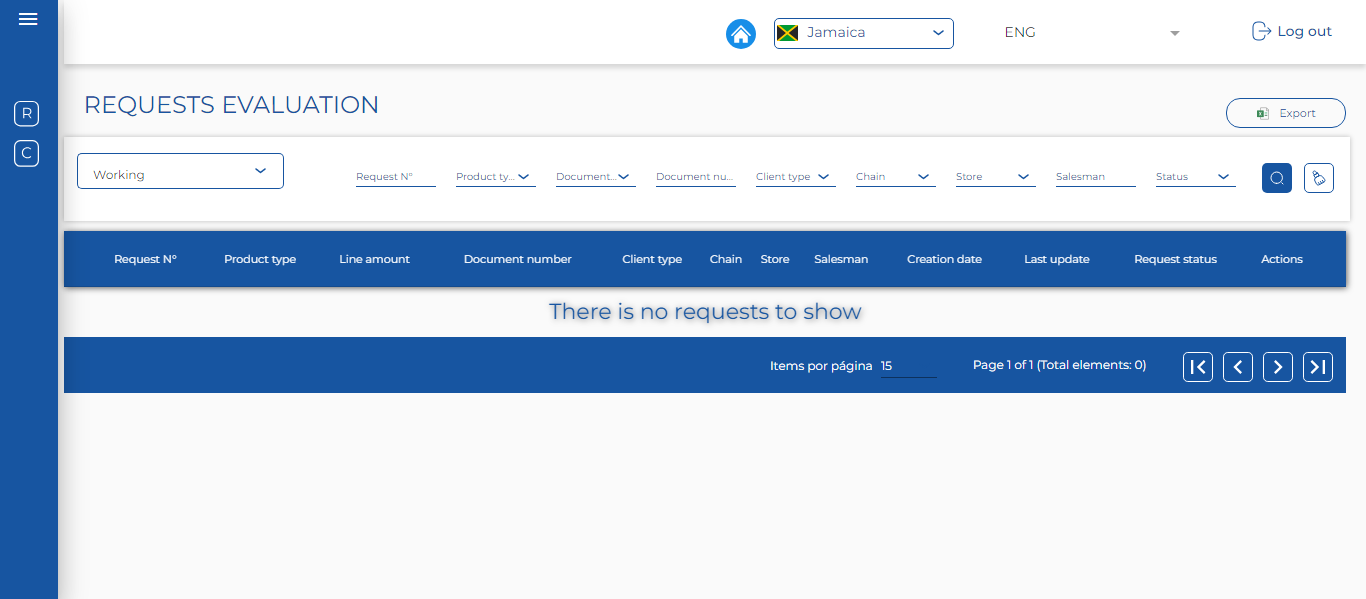 Jamaica
ENG
Log out
R
C
REQUESTS EVALUATION
Export
Working
Request N°
Product ty...
Document...
Document nu...
Client type
Chain
Store
Salesman
Status
Request N° Product type Line amount Document number Client type Chain Store Salesman Creation date Last update Request status Actions
There is no requests to show
Items por página 15
Page 1 of 1 (Total elements: 0)